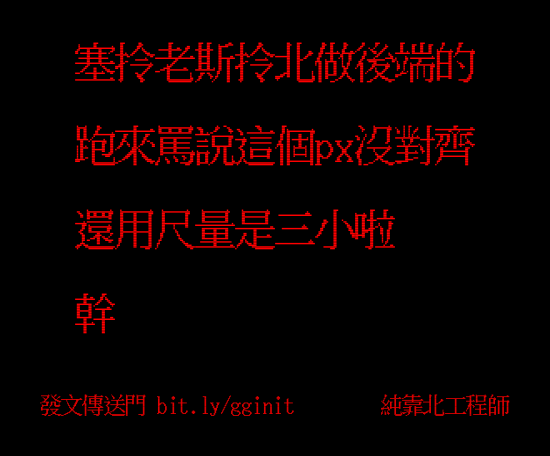 塞拎老斯拎北做後端的
跑來罵說這個px沒對齊
還用尺量是三小啦
幹
發文傳送門 bit.ly/gginit 純靠北工程師